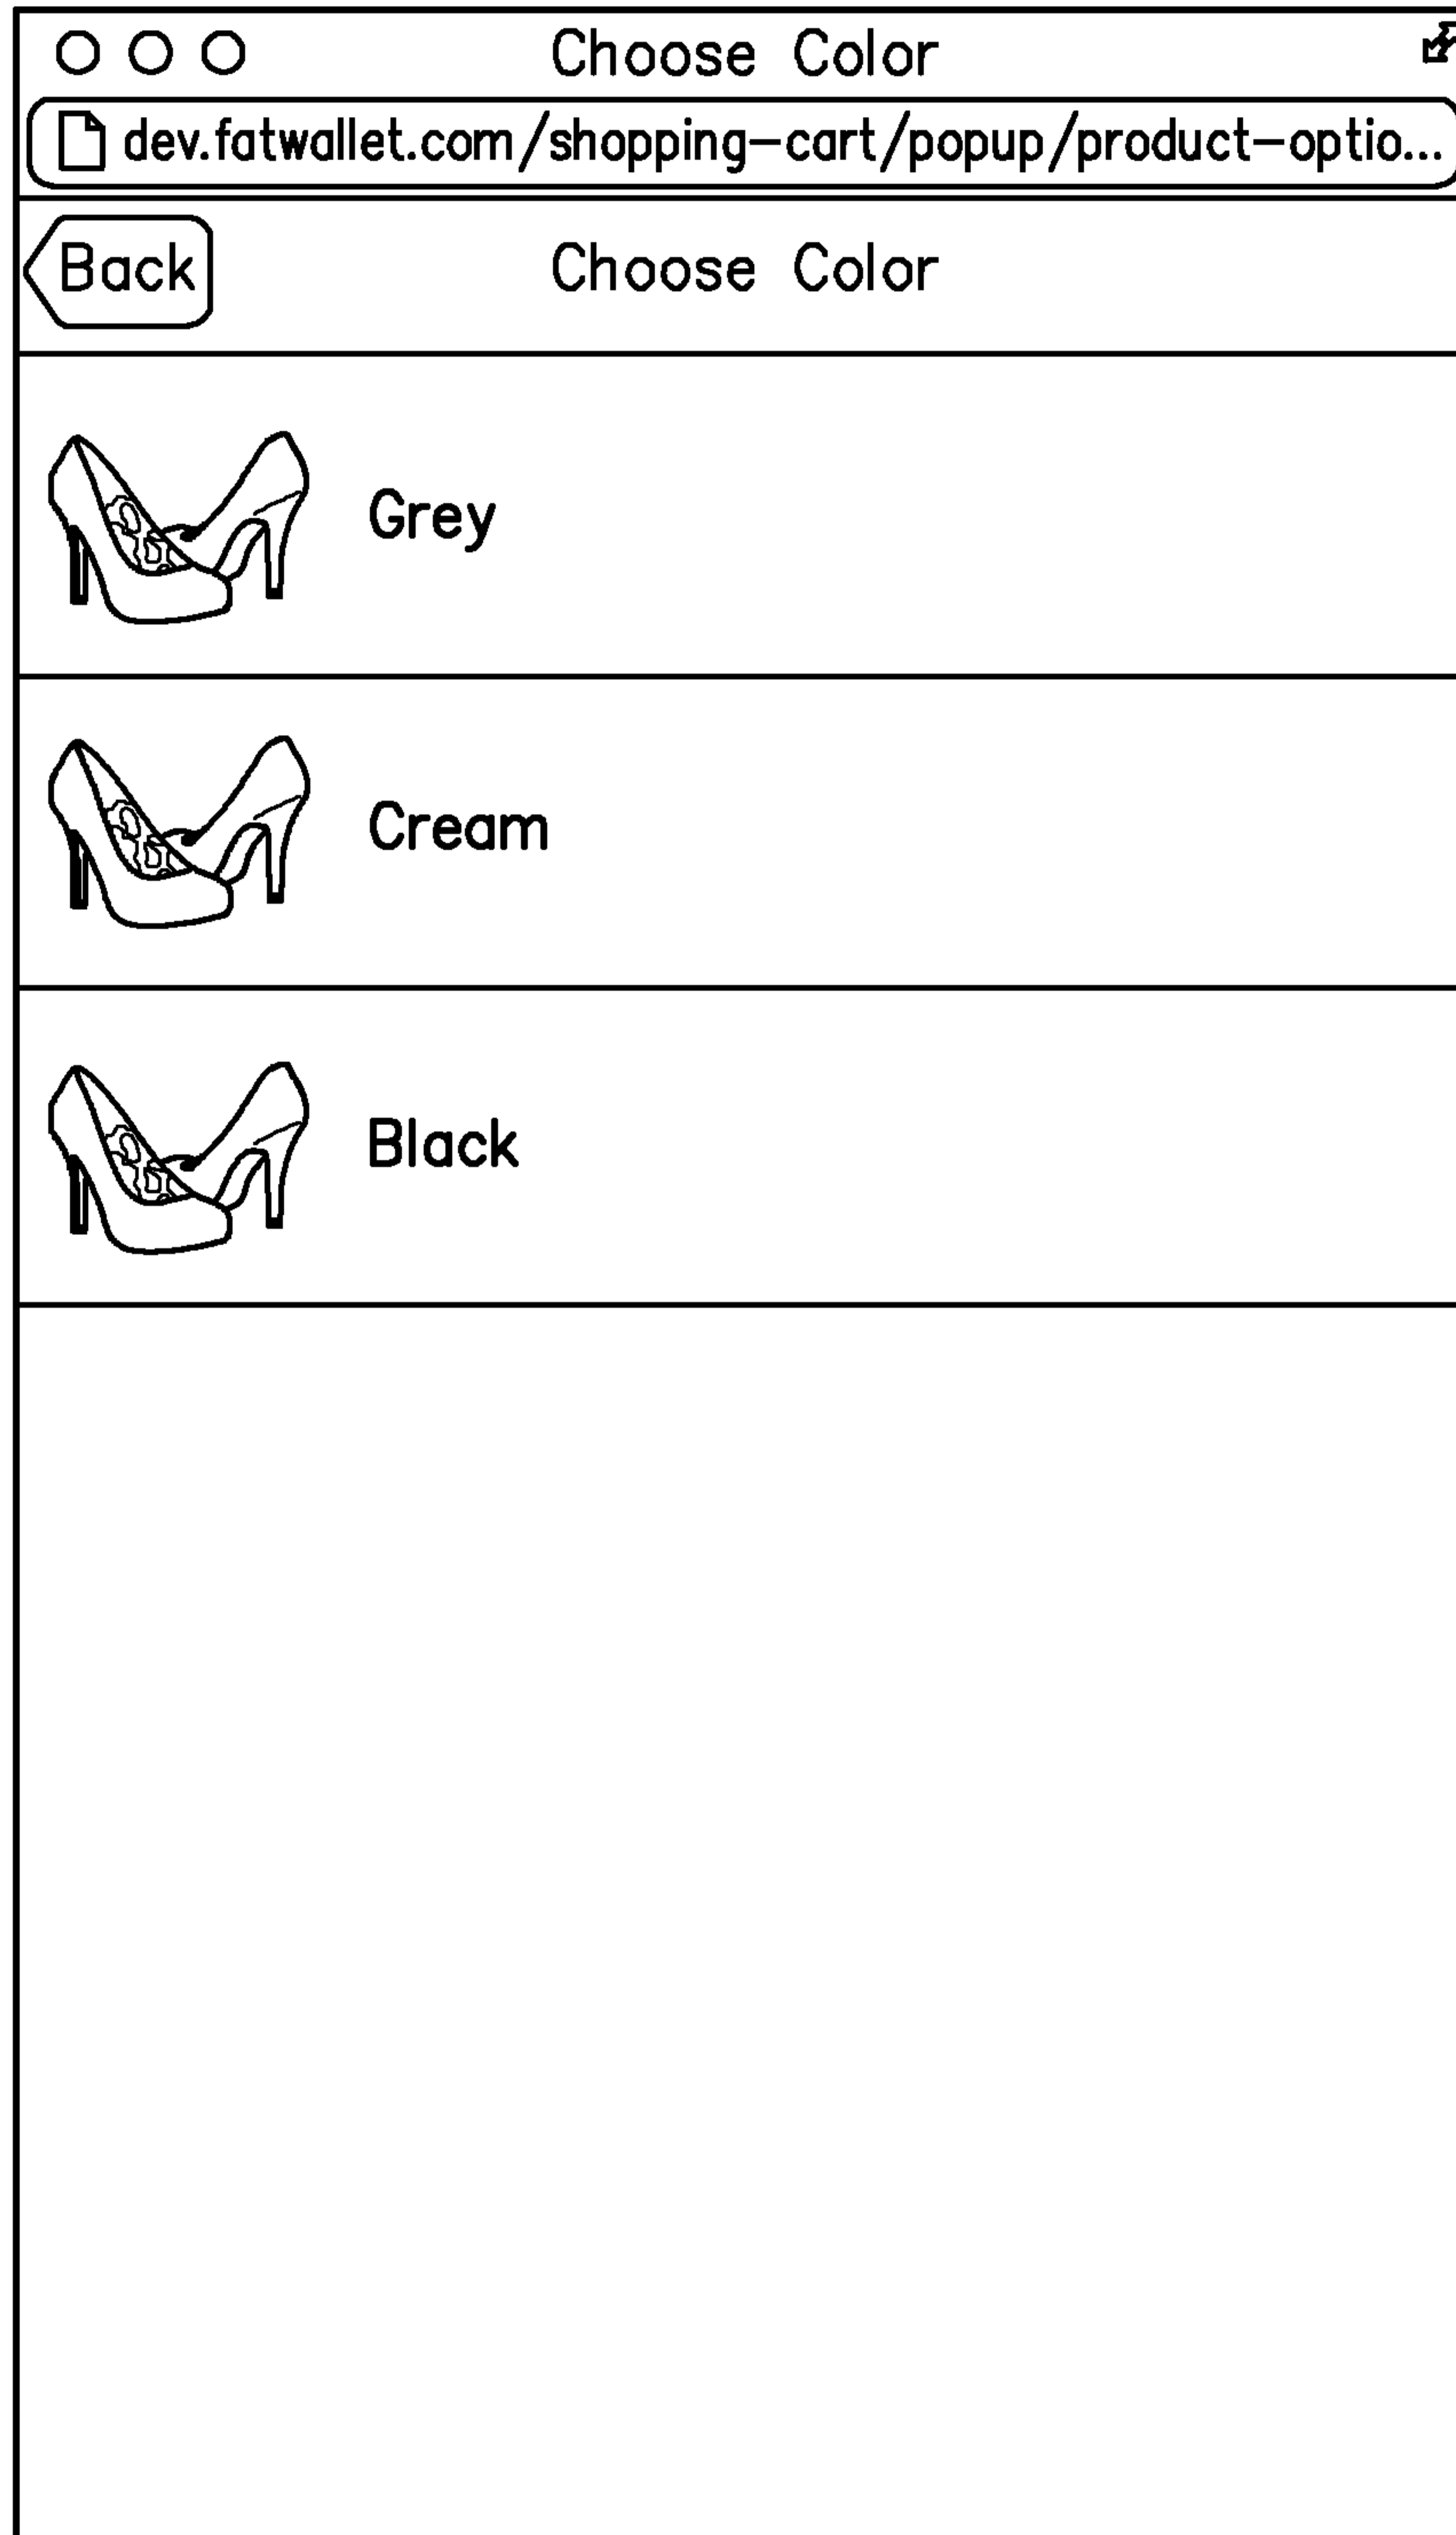 Choose Color
dev.fatwallet.com/shopping-cart/popup/product-optio...
Back
Choose Color
Grey
Cream
Black